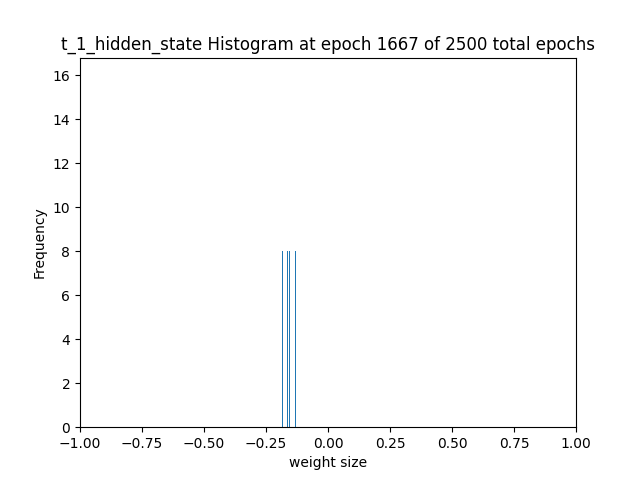 t_1_hidden_state Histogram at epoch 1667 of 2500 total epochs
16
14
12
10
8
6
4
2
0
Frequency
−1.00 −0.75 −0.50 −0.25 0.00 0.25 0.50 0.75 1.00
weight size